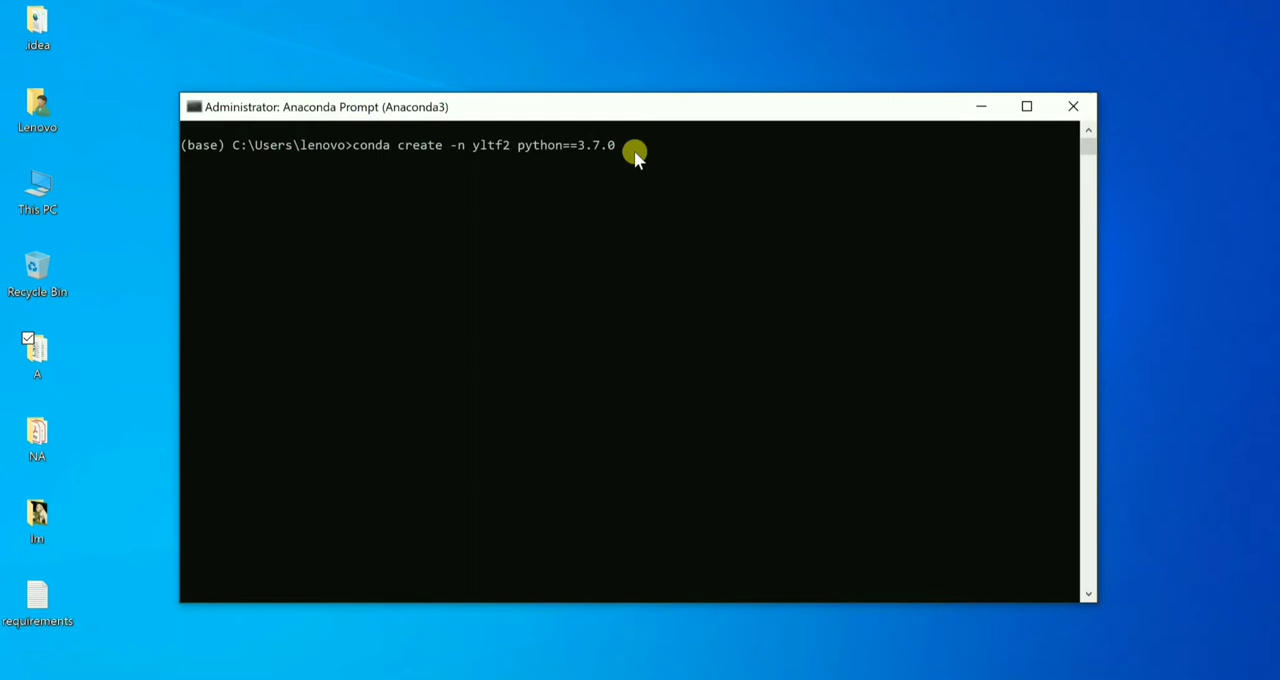 .idea
Lenovo
This PC
Recycle Bin
A
NA
Im
requirements
Administrator: Anaconda Prompt (Anaconda3)
(base) C:\Users\lenovo>conda create -n yltf2 python==3.7.0